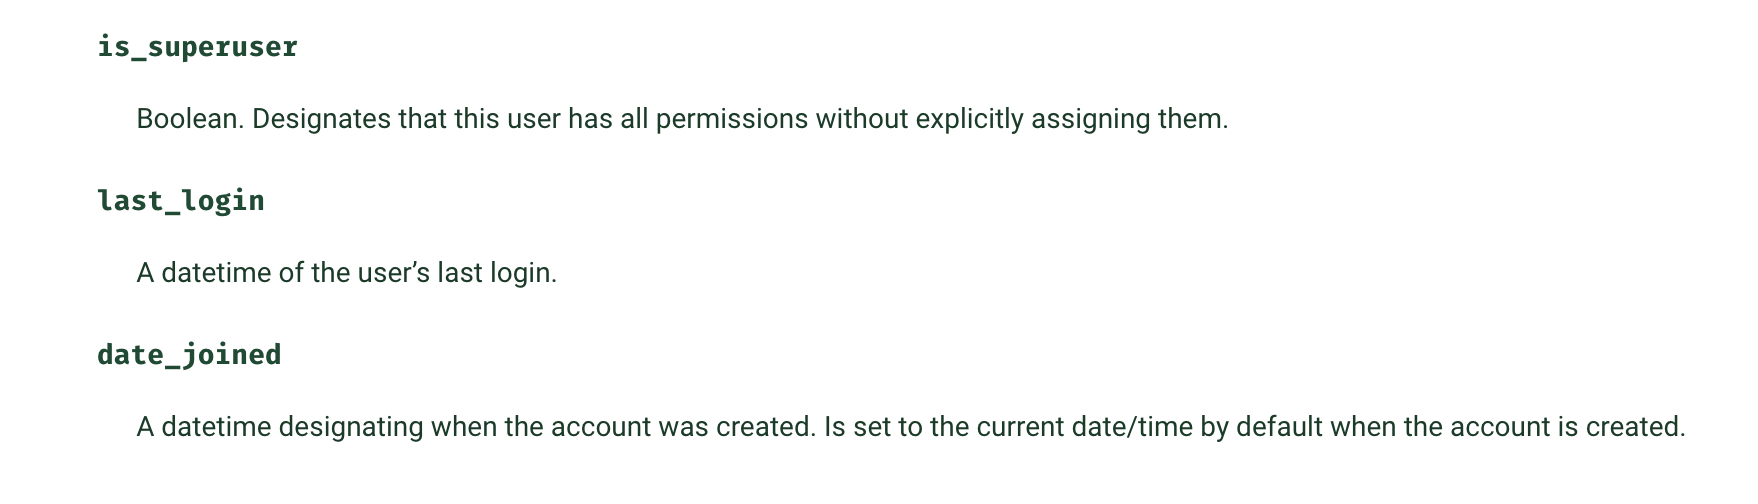 is_superuser
Boolean. Designates that this user has all permissions without explicitly assigning them.
last_login
A datetime of the user’s last login.
date_joined
A datetime designating when the account was created. Is set to the current date/time by default when the account is created.